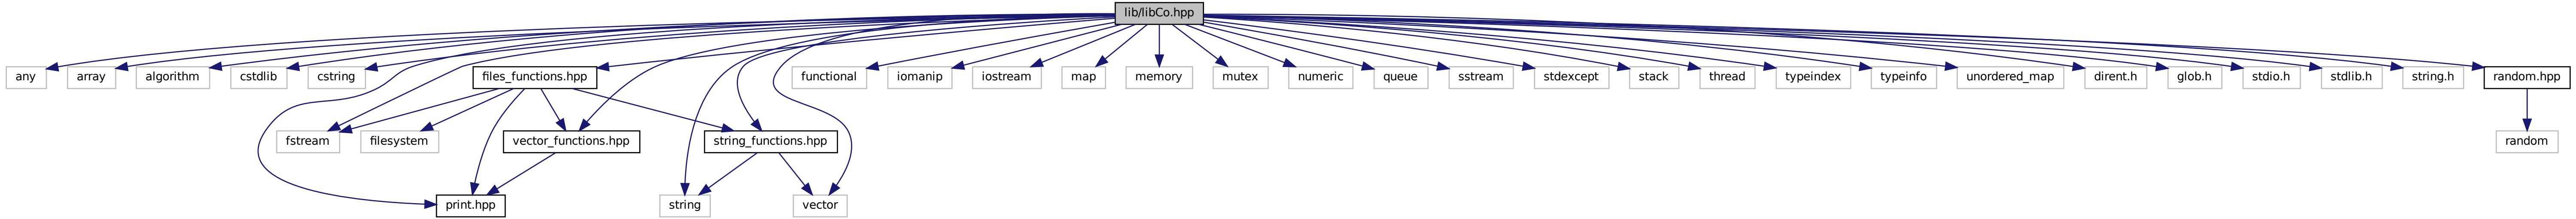 lib/libCo.hpp
any
array
algorithm
cstdlib
cstring
files_functions.hpp
functional
iomanip
iostream
map
memory
mutex
numeric
queue
sstream
stdexcept
stack
thread
typeindex
typeinfo
unordered_map
dirent.h
glob.h
stdio.h
stdlib.h
string.h
random.hpp
fstream
filesystem
vector_functions.hpp
string_functions.hpp
random
print.hpp
string
vector